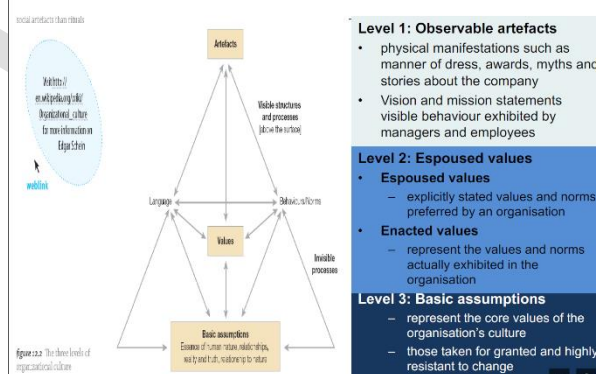 social artefacts than rituals
Visit http://
en.wikipedia.org/wiki/
Organizational_culture
for more information on
Edgar Schein
weblink
Artefacts
Visible structures
and processes
(above the surface)
Language
Behaviours/Norms
Values
Invisible
processes
Basic assumptions
Essence of human nature, relationships,
reality and truth, relationship to nature
figure 12.2 The three levels of
organizational culture
Level 1: Observable artefacts
• physical manifestations such as
manner of dress, awards, myths and
stories about the company
• Vision and mission statements
visible behaviour exhibited by
managers and employees
Level 2: Espoused values
• Espoused values
– explicitly stated values and norms
preferred by an organisation
• Enacted values
– represent the values and norms
actually exhibited in the
organisation
Level 3: Basic assumptions
– represent the core values of the
organisation's culture
– those taken for granted and highly
resistant to change